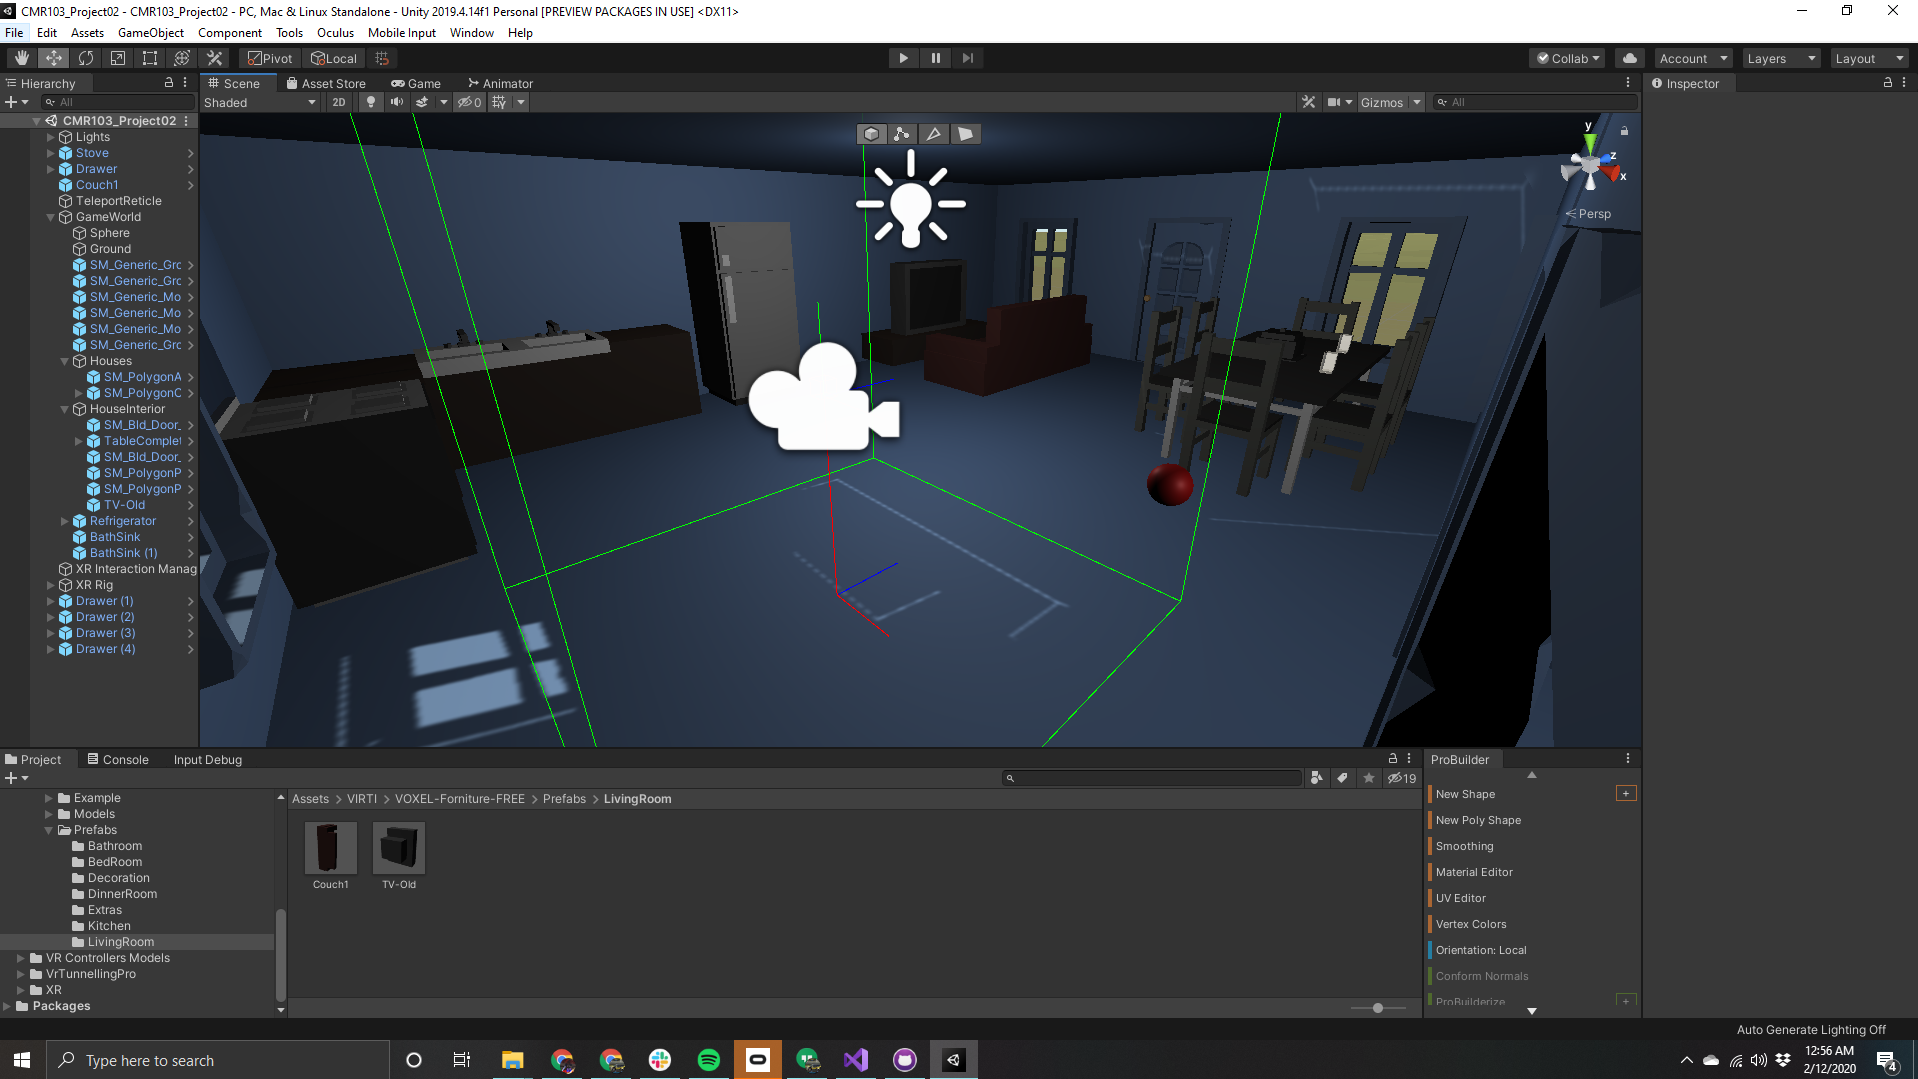 CMR103_Project02 - CMR103_Project02 - PC, Mac & Linux Standalone - Unity 2019.4.14f1 Personal [PREVIEW PACKAGES IN USE] <DX11>
File Edit Assets GameObject Component Tools Oculus Mobile Input Window Help
Pivot Local Collab Account Layers Layout
Hierarchy Scene Asset Store Game Animator Inspector
All Shaded 2D 0 Gizmos All
CMR103_Project02
Lights
Stove
Drawer
Couch1
TeleportReticle
GameWorld
Sphere
Ground
SM_Generic_Grc
SM_Generic_Grc
SM_Generic_Mo
SM_Generic_Mo
SM_Generic_Mo
SM_Generic_Grc
Houses
SM_PolygonA
SM_PolygonC
HouseInterior
SM_Bld_Door_
TableComplet
SM_Bld_Door_
SM_PolygonP
SM_PolygonP
TV-Old
Refrigerator
BathSink
BathSink (1)
XR Interaction Manag
XR Rig
Drawer (1)
Drawer (2)
Drawer (3)
Drawer (4)
y
z
x
Persp
Project Console Input Debug
19
Example
Models
Prefabs
Bathroom
BedRoom
Decoration
DinnerRoom
Extras
Kitchen
LivingRoom
VR Controllers Models
VrTunnellingPro
XR
Packages
Assets > VIRTI > VOXEL-Forniture-FREE > Prefabs > LivingRoom
Couch1 TV-Old
ProBuilder
New Shape +
New Poly Shape
Smoothing
Material Editor
UV Editor
Vertex Colors
Orientation: Local
Conform Normals
ProBuilderize +
Auto Generate Lighting Off
Type here to search
12:56 AM
2/12/2020
4